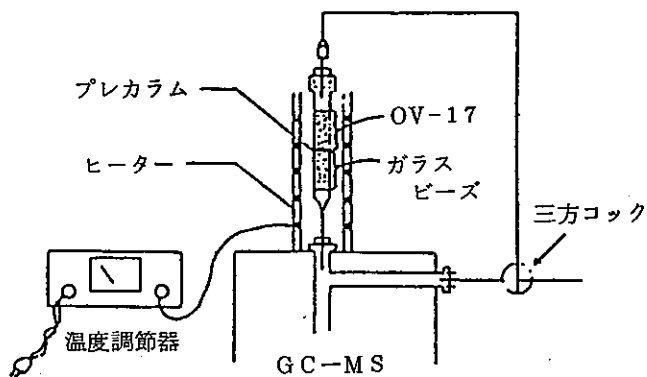 プレカラム
OV-17
ヒーター
ガラス
ビーズ
三方コック
温度調節器
GC-MS